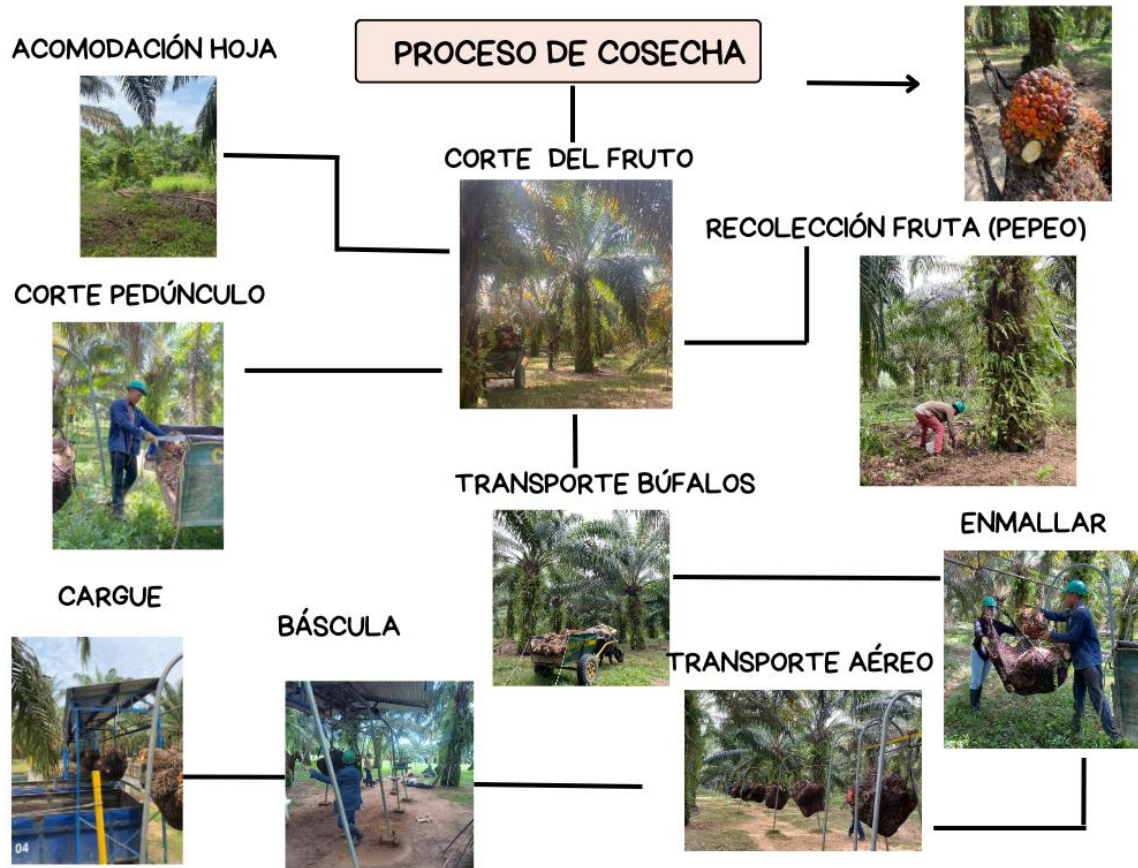 PROCESO DE COSECHA
ACOMODACIÓN HOJA
CORTE DEL FRUTO
RECOLECCIÓN FRUTA (PEPEO)
CORTE PEDÚNCULO
TRANSPORTE BÚFALOS
ENMALLAR
CARGUE
BÁSCULA
TRANSPORTE AÉREO
C
04